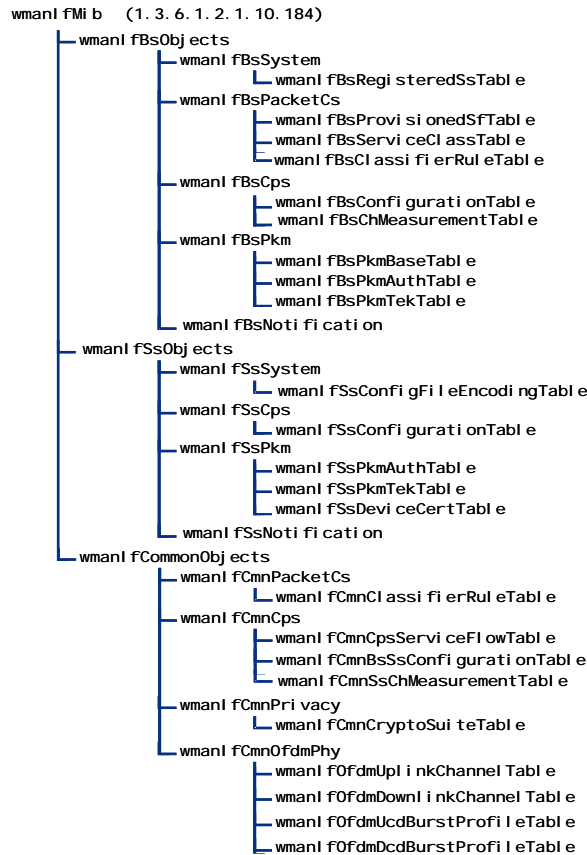 wmanIfMib (1.3.6.1.2.1.10.184)
wmanIfBsObjects
wmanIfBsSystem
wmanIfBsRegisteredSsTable
wmanIfBsPacketCs
wmanIfBsProvisionedSfTable
wmanIfBsServiceClassTable
wmanIfBsClassifierRuleTable
wmanIfBsCps
wmanIfBsConfigurationTable
wmanIfBsChMeasurementTable
wmanIfBsPkm
wmanIfBsPkmBaseTable
wmanIfBsPkmAuthTable
wmanIfBsPkmTekTable
wmanIfBsNotification
wmanIfSsObjects
wmanIfSsSystem
wmanIfSsConfigFileEncodingTable
wmanIfSsCps
wmanIfSsConfigurationTable
wmanIfSsPkm
wmanIfSsPkmAuthTable
wmanIfSsPkmTekTable
wmanIfSsDeviceCertTable
wmanIfSsNotification
wmanIfCommonObjects
wmanIfCmnPacketCs
wmanIfCmnClassifierRuleTable
wmanIfCmnCps
wmanIfCmnCpsServiceFlowTable
wmanIfCmnBsSsConfigurationTable
wmanIfCmnSsChMeasurementTable
wmanIfCmnPrivacy
wmanIfCmnCryptoSuiteTable
wmanIfCmnOfdmPhy
wmanIfOfdmUplinkChannelTable
wmanIfOfdmDownlinkChannelTable
wmanIfOfdmUcdBurstProfileTable
wmanIfOfdmDcdBurstProfileTable